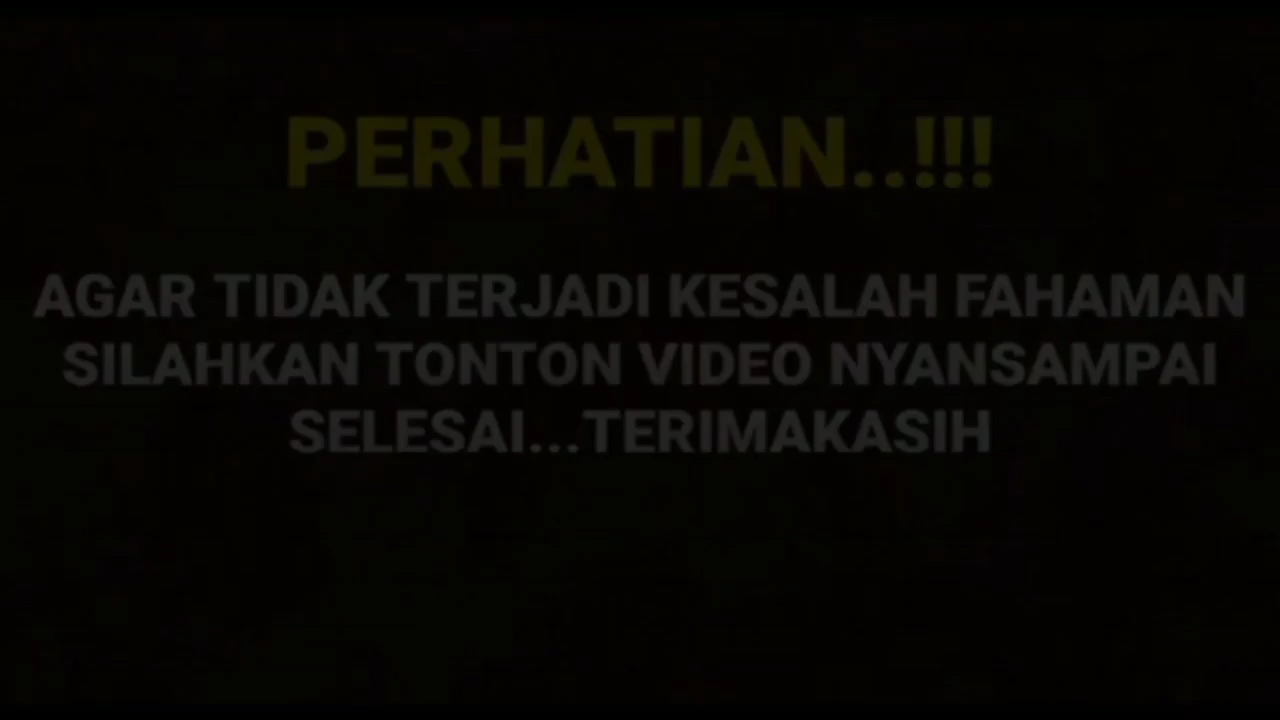 PERHATIAN..!!!
AGAR TIDAK TERJADI KESALAH FAHAMAN
SILAHKAN TONTON VIDEO NYANSAMPAI
SELESAI...TERIMAKASIH